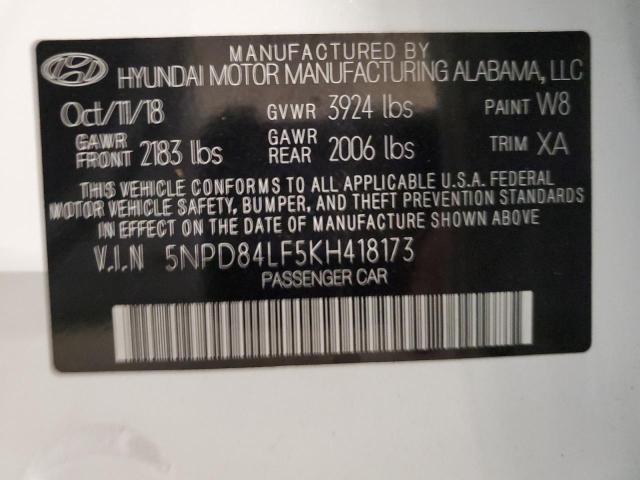 MANUFACTURED BY
HYUNDAI MOTOR MANUFACTURING ALABAMA, LLC
Oct/11/18 GVWR 3924 lbs PAINT W8
GAWR FRONT 2183 lbs GAWR REAR 2006 lbs TRIM XA
THIS VEHICLE CONFORMS TO ALL APPLICABLE U.S.A. FEDERAL
MOTOR VEHICLE SAFETY, BUMPER, AND THEFT PREVENTION STANDARDS
IN EFFECT ON THE DATE OF MANUFACTURE SHOWN ABOVE
V.I.N 5NPD84LF5KH418173
PASSENGER CAR